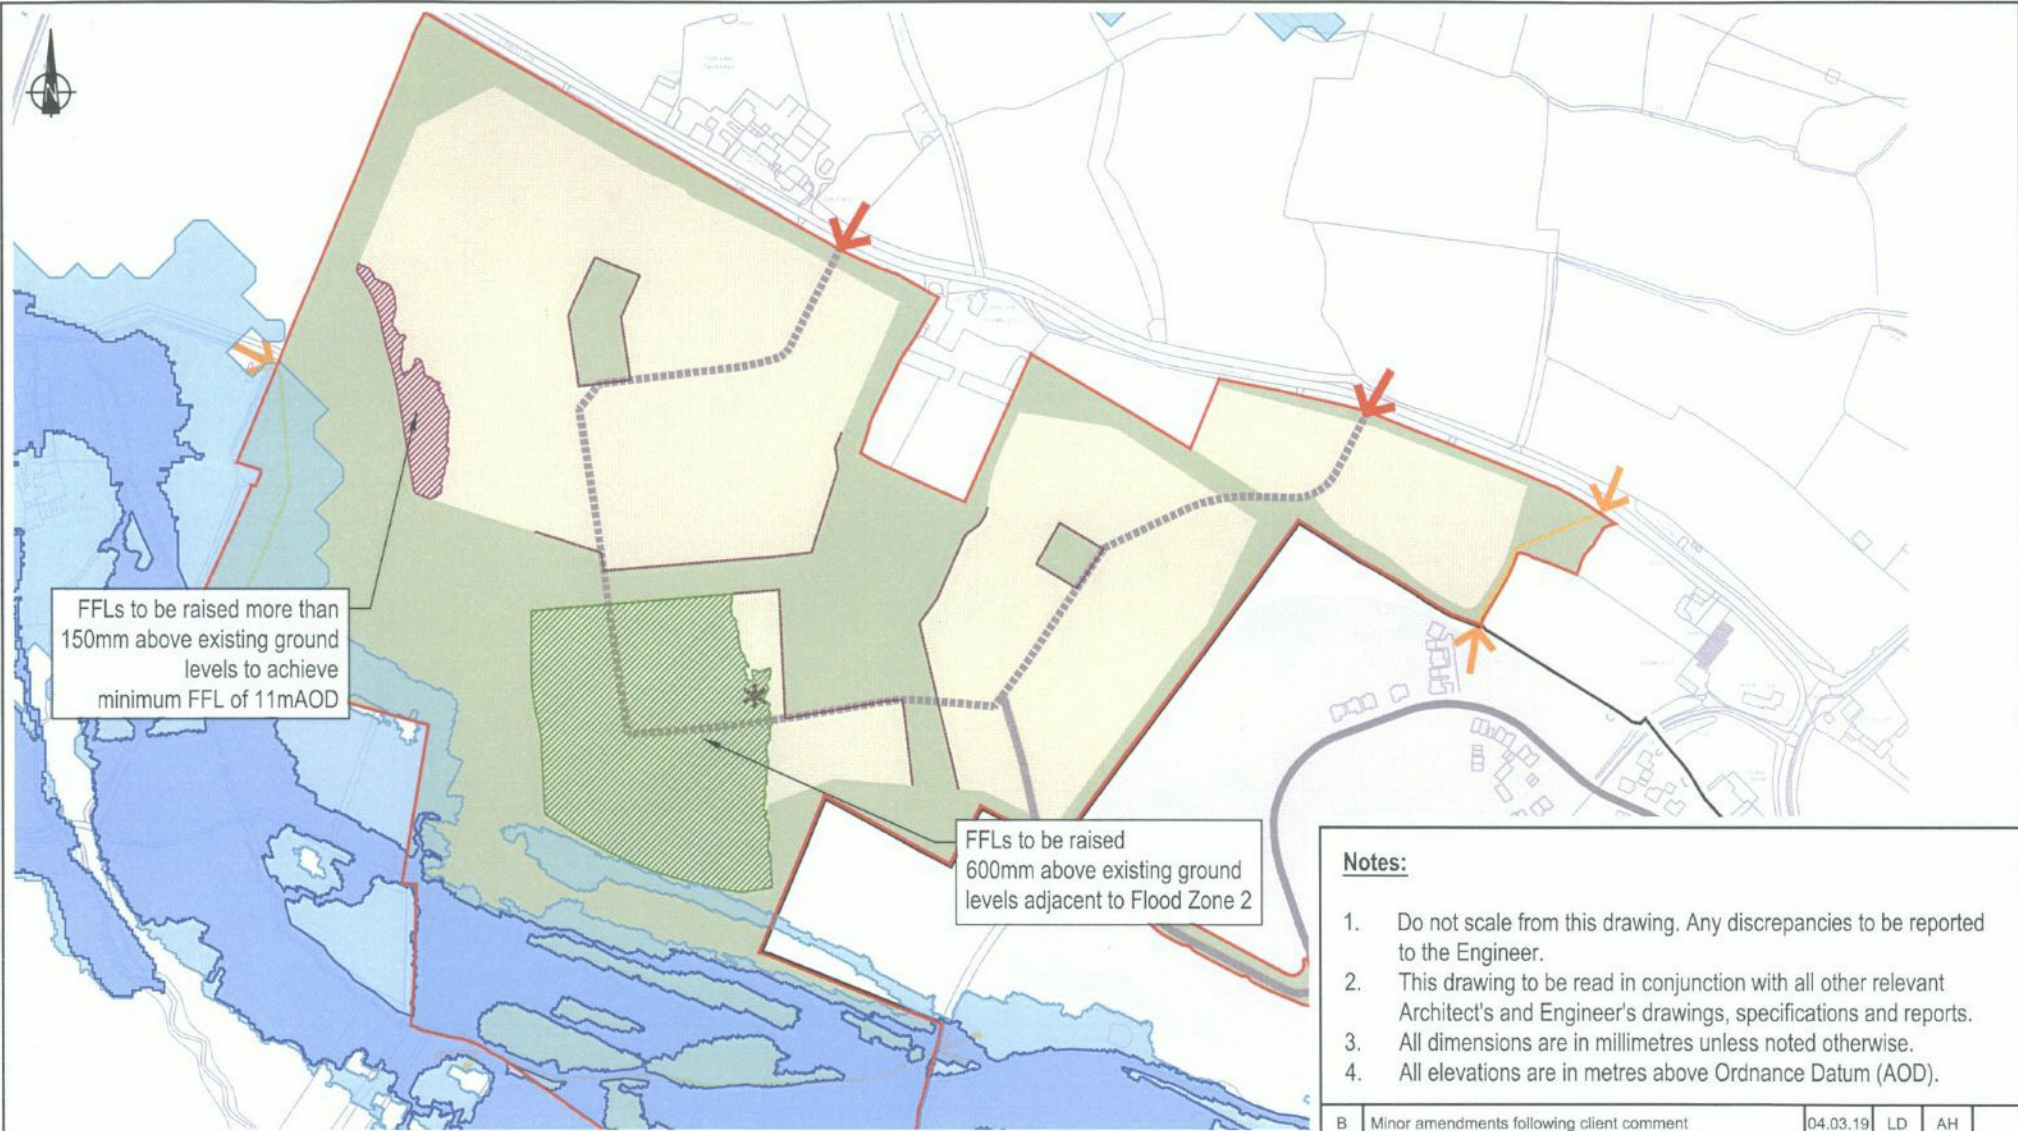 N
FFLs to be raised more than
150mm above existing ground
levels to achieve
minimum FFL of 11mAOD
FFLs to be raised
600mm above existing ground
levels adjacent to Flood Zone 2
Notes:
1. Do not scale from this drawing. Any discrepancies to be reported
to the Engineer.
2. This drawing to be read in conjunction with all other relevant
Architect's and Engineer's drawings, specifications and reports.
3. All dimensions are in millimetres unless noted otherwise.
4. All elevations are in metres above Ordnance Datum (AOD).
B Minor amendments following client comment 04.03.19 LD AH